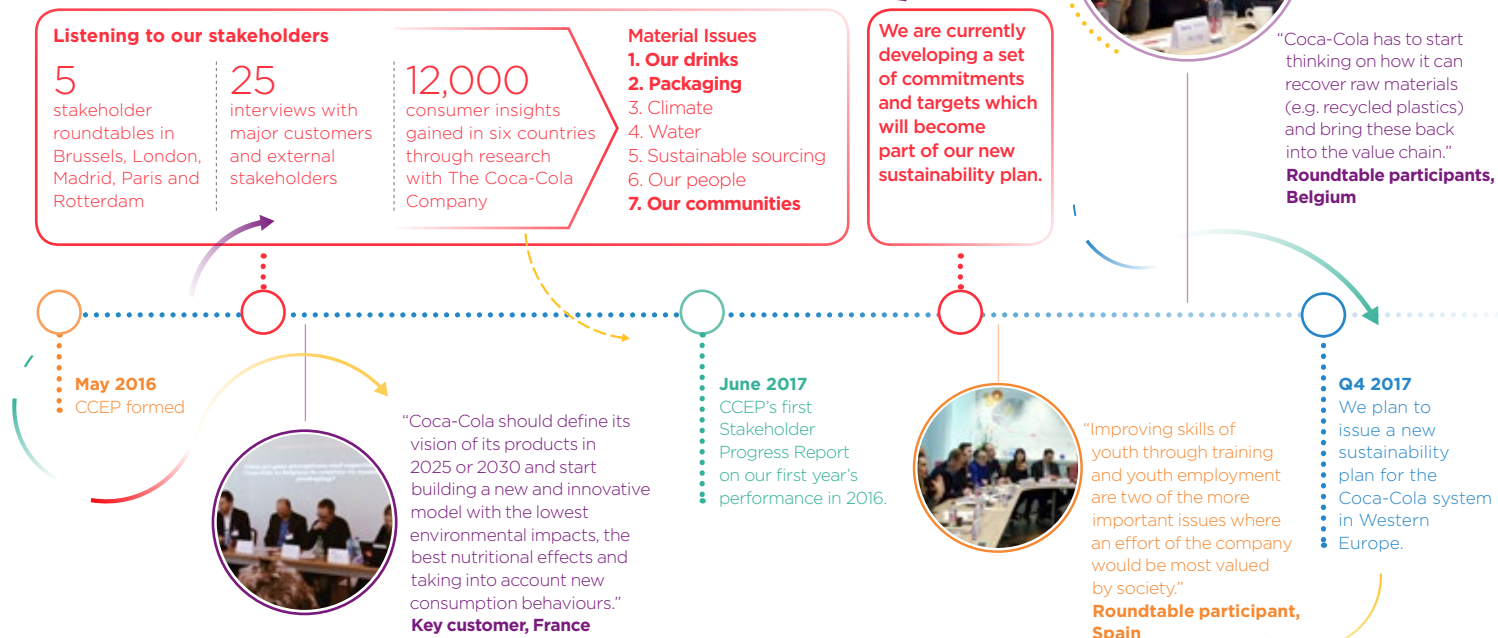 Listening to our stakeholders
5
stakeholder
roundtables in
Brussels, London,
Madrid, Paris and
Rotterdam
25
interviews with
major customers
and external
stakeholders
12,000
consumer insights
gained in six countries
through research
with The Coca-Cola
Company
Material Issues
1. Our drinks
2. Packaging
3. Climate
4. Water
5. Sustainable sourcing
6. Our people
7. Our communities
We are currently
developing a set
of commitments
and targets which
will become
part of our new
sustainability plan.
“Coca-Cola has to start
thinking on how it can
recover raw materials
(e.g. recycled plastics)
and bring these back
into the value chain.”
Roundtable participants,
Belgium
May 2016
CCEP formed
“Coca-Cola should define its
vision of its products in
2025 or 2030 and start
building a new and innovative
model with the lowest
environmental impacts, the
best nutritional effects and
taking into account new
consumption behaviours.”
Key customer, France
June 2017
CCEP’s first
Stakeholder
Progress Report
on our first year’s
performance in 2016.
“Improving skills of
youth through training
and youth employment
are two of the more
important issues where
an effort of the company
would be most valued
by society.”
Roundtable participant,
Spain
Q4 2017
We plan to
issue a new
sustainability
plan for the
Coca-Cola system
in Western
Europe.